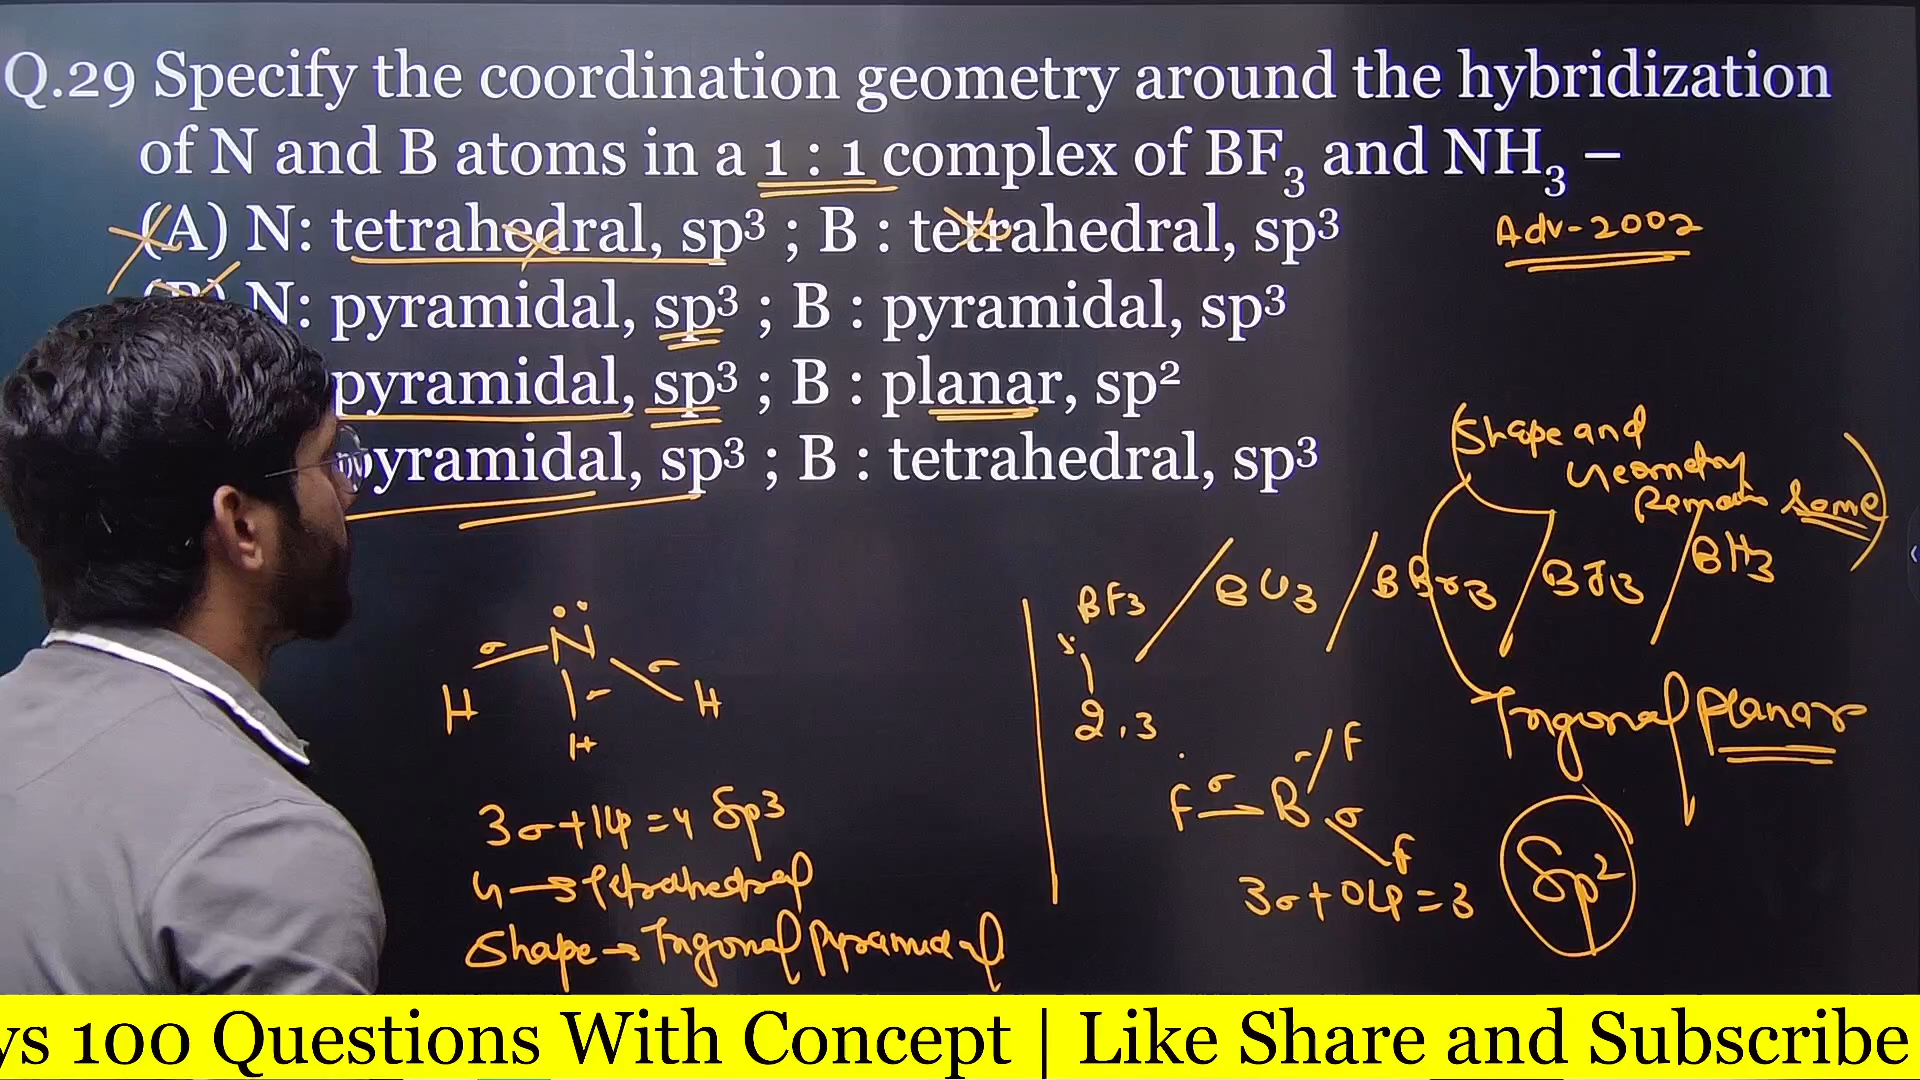 Q.29 Specify the coordination geometry around the hybridization
of N and B atoms in a 1 : 1 complex of BF₃ and NH₃ –
(A) N: tetrahedral, sp³ ; B : tetrahedral, sp³
(B) N: pyramidal, sp³ ; B : pyramidal, sp³
pyramidal, sp³ ; B : planar, sp²
pyramidal, sp³ ; B : tetrahedral, sp³
Adv-2002
Shape and
Geometry
Remain Same
BF3 / BCl3 / BBr3 / BI3 / BH3
2,3
N
H H
H
F
F σ B σ
F
3σ+0lp=3
Trigonal planar
Sp²
3σ+1lp=4 Sp3
4→Tetrahedral
Shape→Trigonal pyramidal
ys 100 Questions With Concept | Like Share and Subscribe